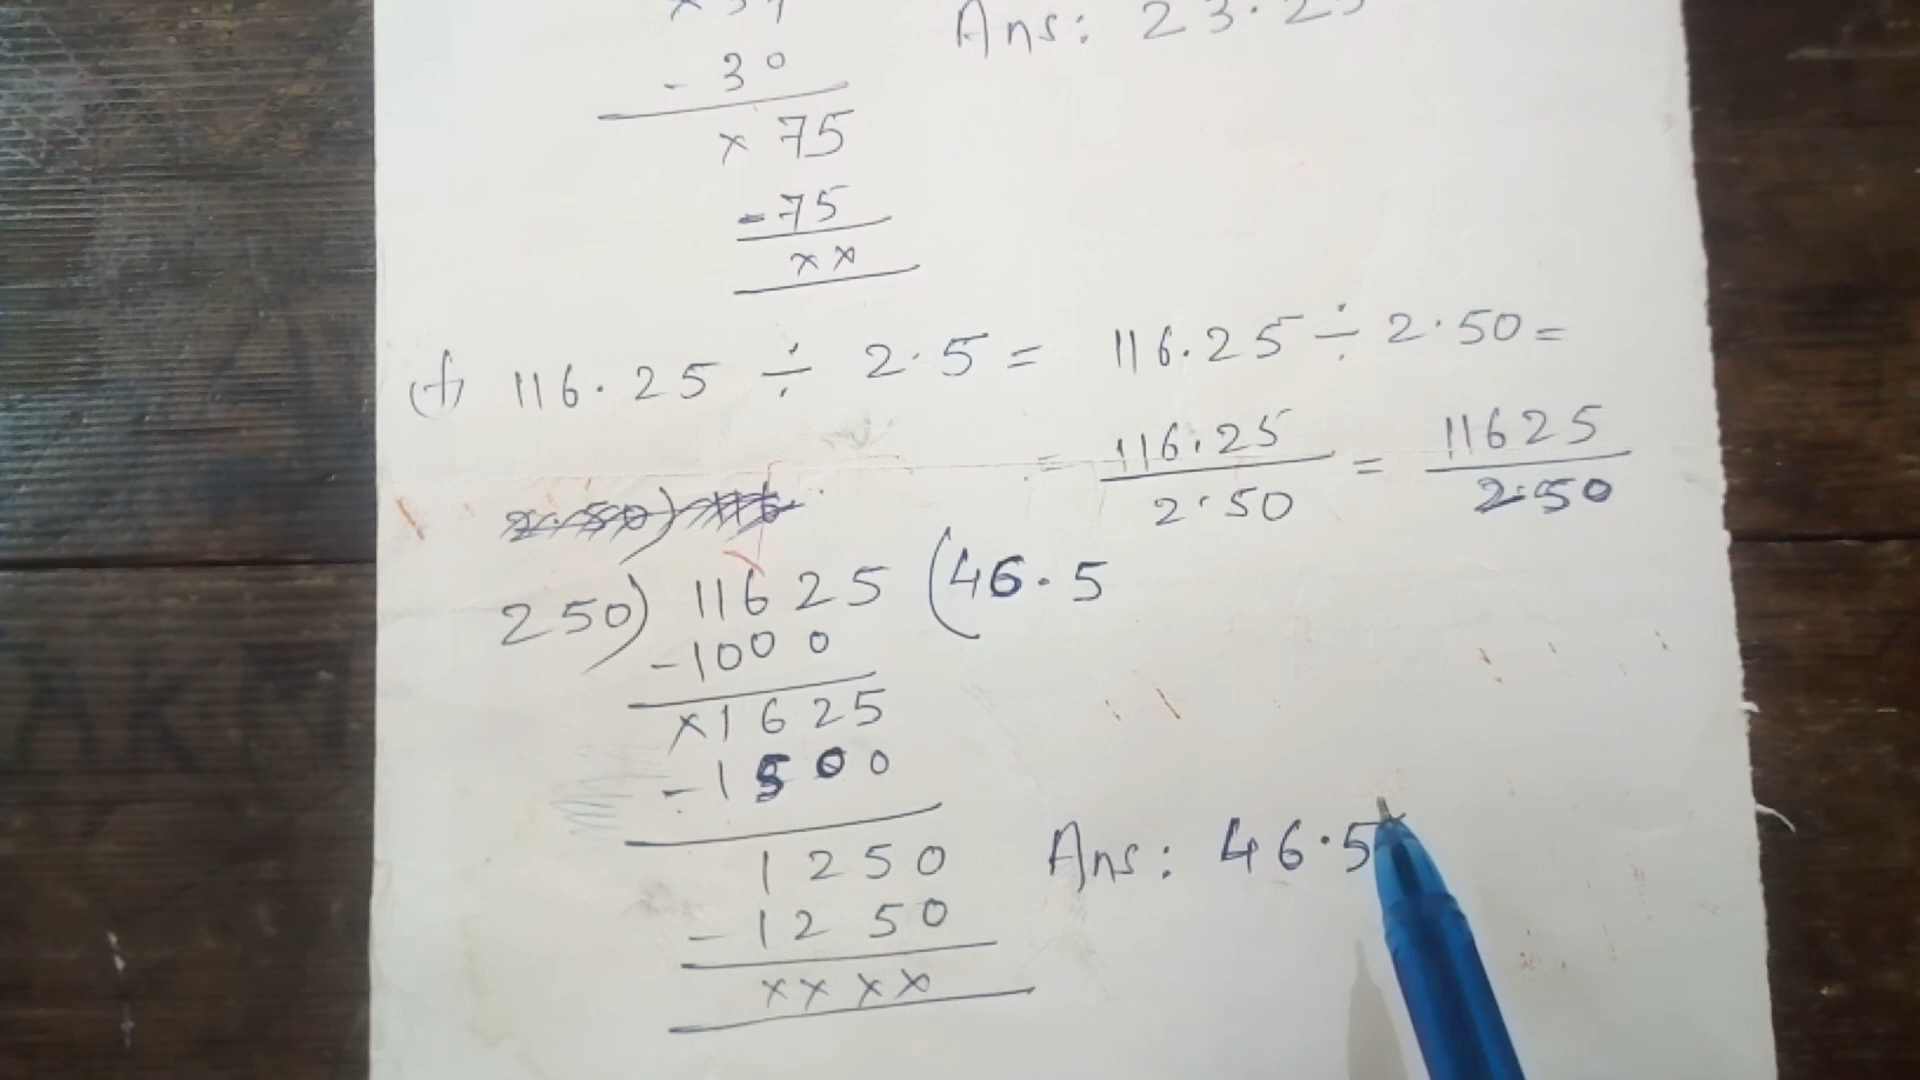 Ans: 23.25
- 30
× 75
- 75
××
(f) 116.25 ÷ 2.5 = 116.25 ÷ 2.50 =
= 116.25 / 2.50 = 11625 / 250
250) 11625 (46.5
- 1000
×1625
- 1500
1250
- 1250
××××
Ans: 46.5